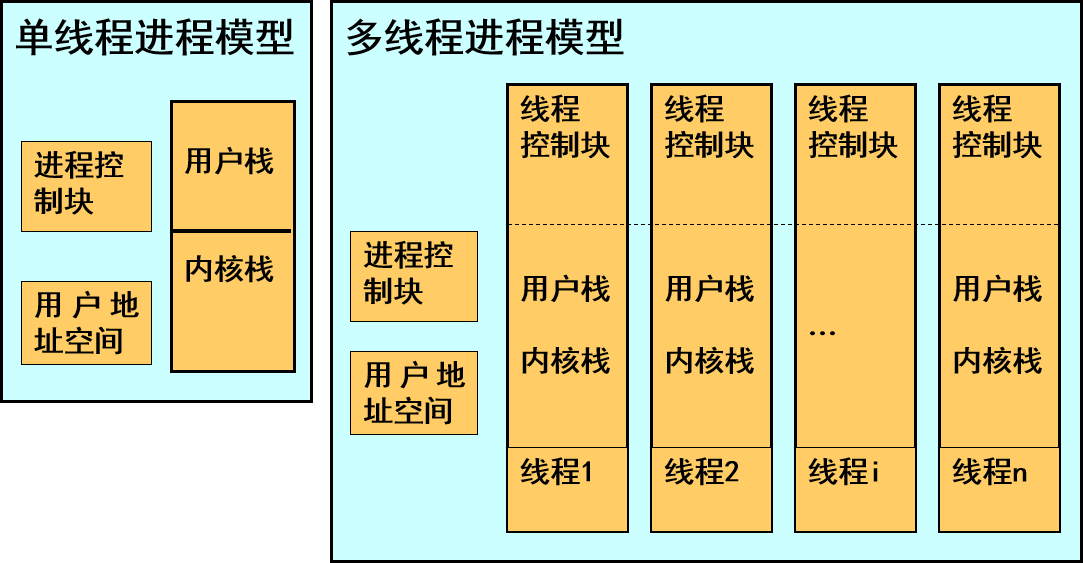 单线程进程模型
进程控
制块
用户地
址空间
用户栈
内核栈
多线程进程模型
进程控
制块
用户地
址空间
线程
控制块
用户栈
内核栈
线程1
线程
控制块
用户栈
内核栈
线程2
线程
控制块
...
线程i
线程
控制块
用户栈
内核栈
线程n